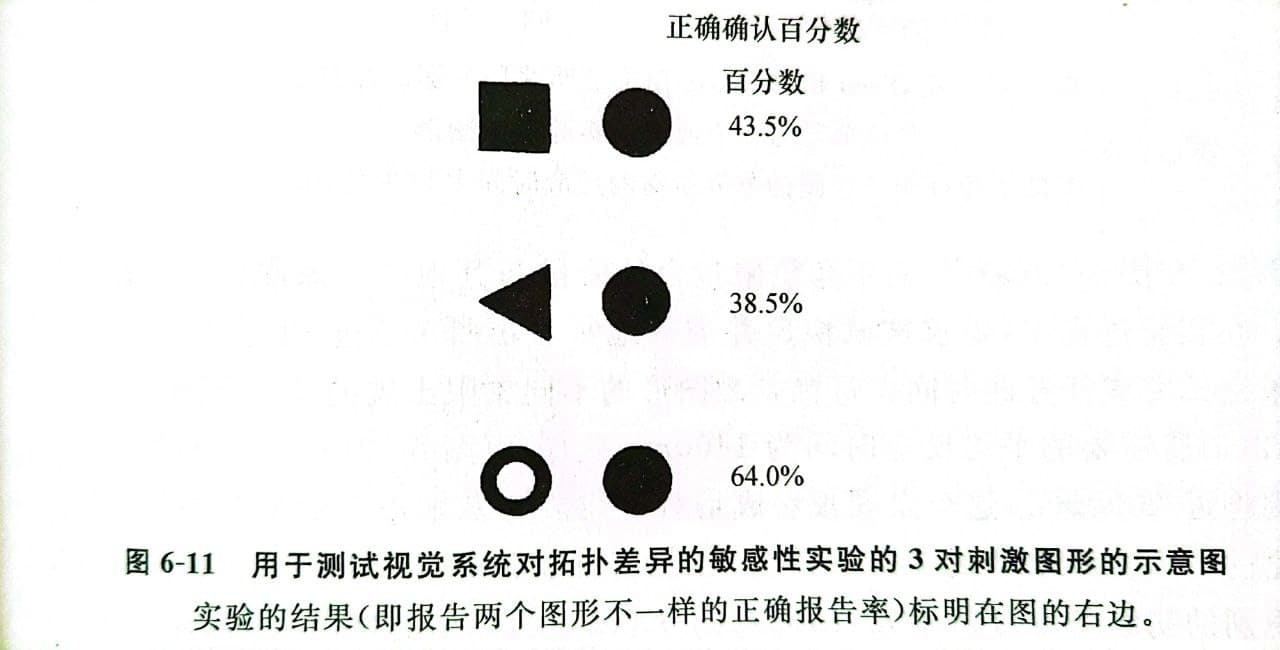 正确确认百分数
百分数
43.5%
38.5%
64.0%
图 6-11 用于测试视觉系统对拓扑差异的敏感性实验的 3 对刺激图形的示意图
实验的结果(即报告两个图形不一样的正确报告率)标明在图的右边。